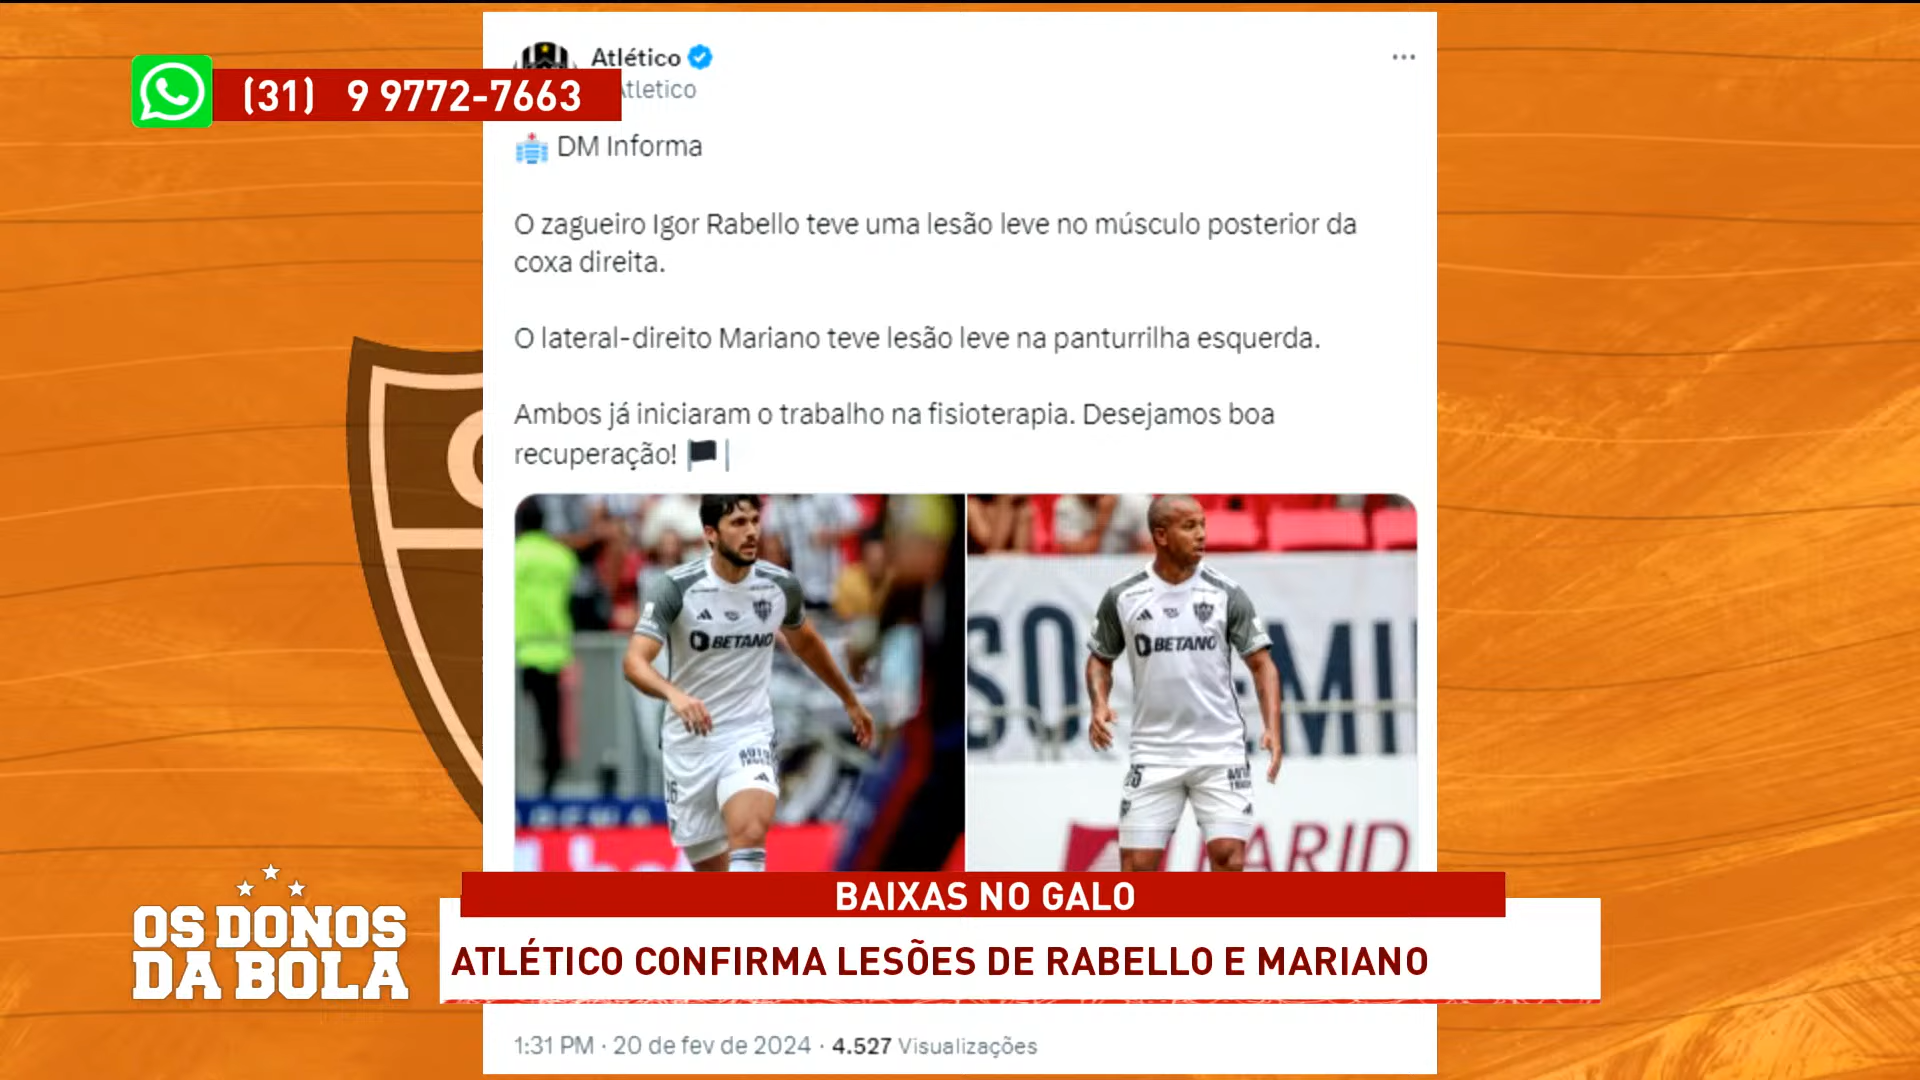 Atlético
Atletico
(31) 9 9772-7663
DM Informa
O zagueiro Igor Rabello teve uma lesão leve no músculo posterior da
coxa direita.
O lateral-direito Mariano teve lesão leve na panturrilha esquerda.
Ambos já iniciaram o trabalho na fisioterapia. Desejamos boa
recuperação!
BETANO
BETANO
BAIXAS NO GALO
ATLÉTICO CONFIRMA LESÕES DE RABELLO E MARIANO
OS DONOS
DA BOLA
1:31 PM · 20 de fev de 2024 · 4.527 Visualizações